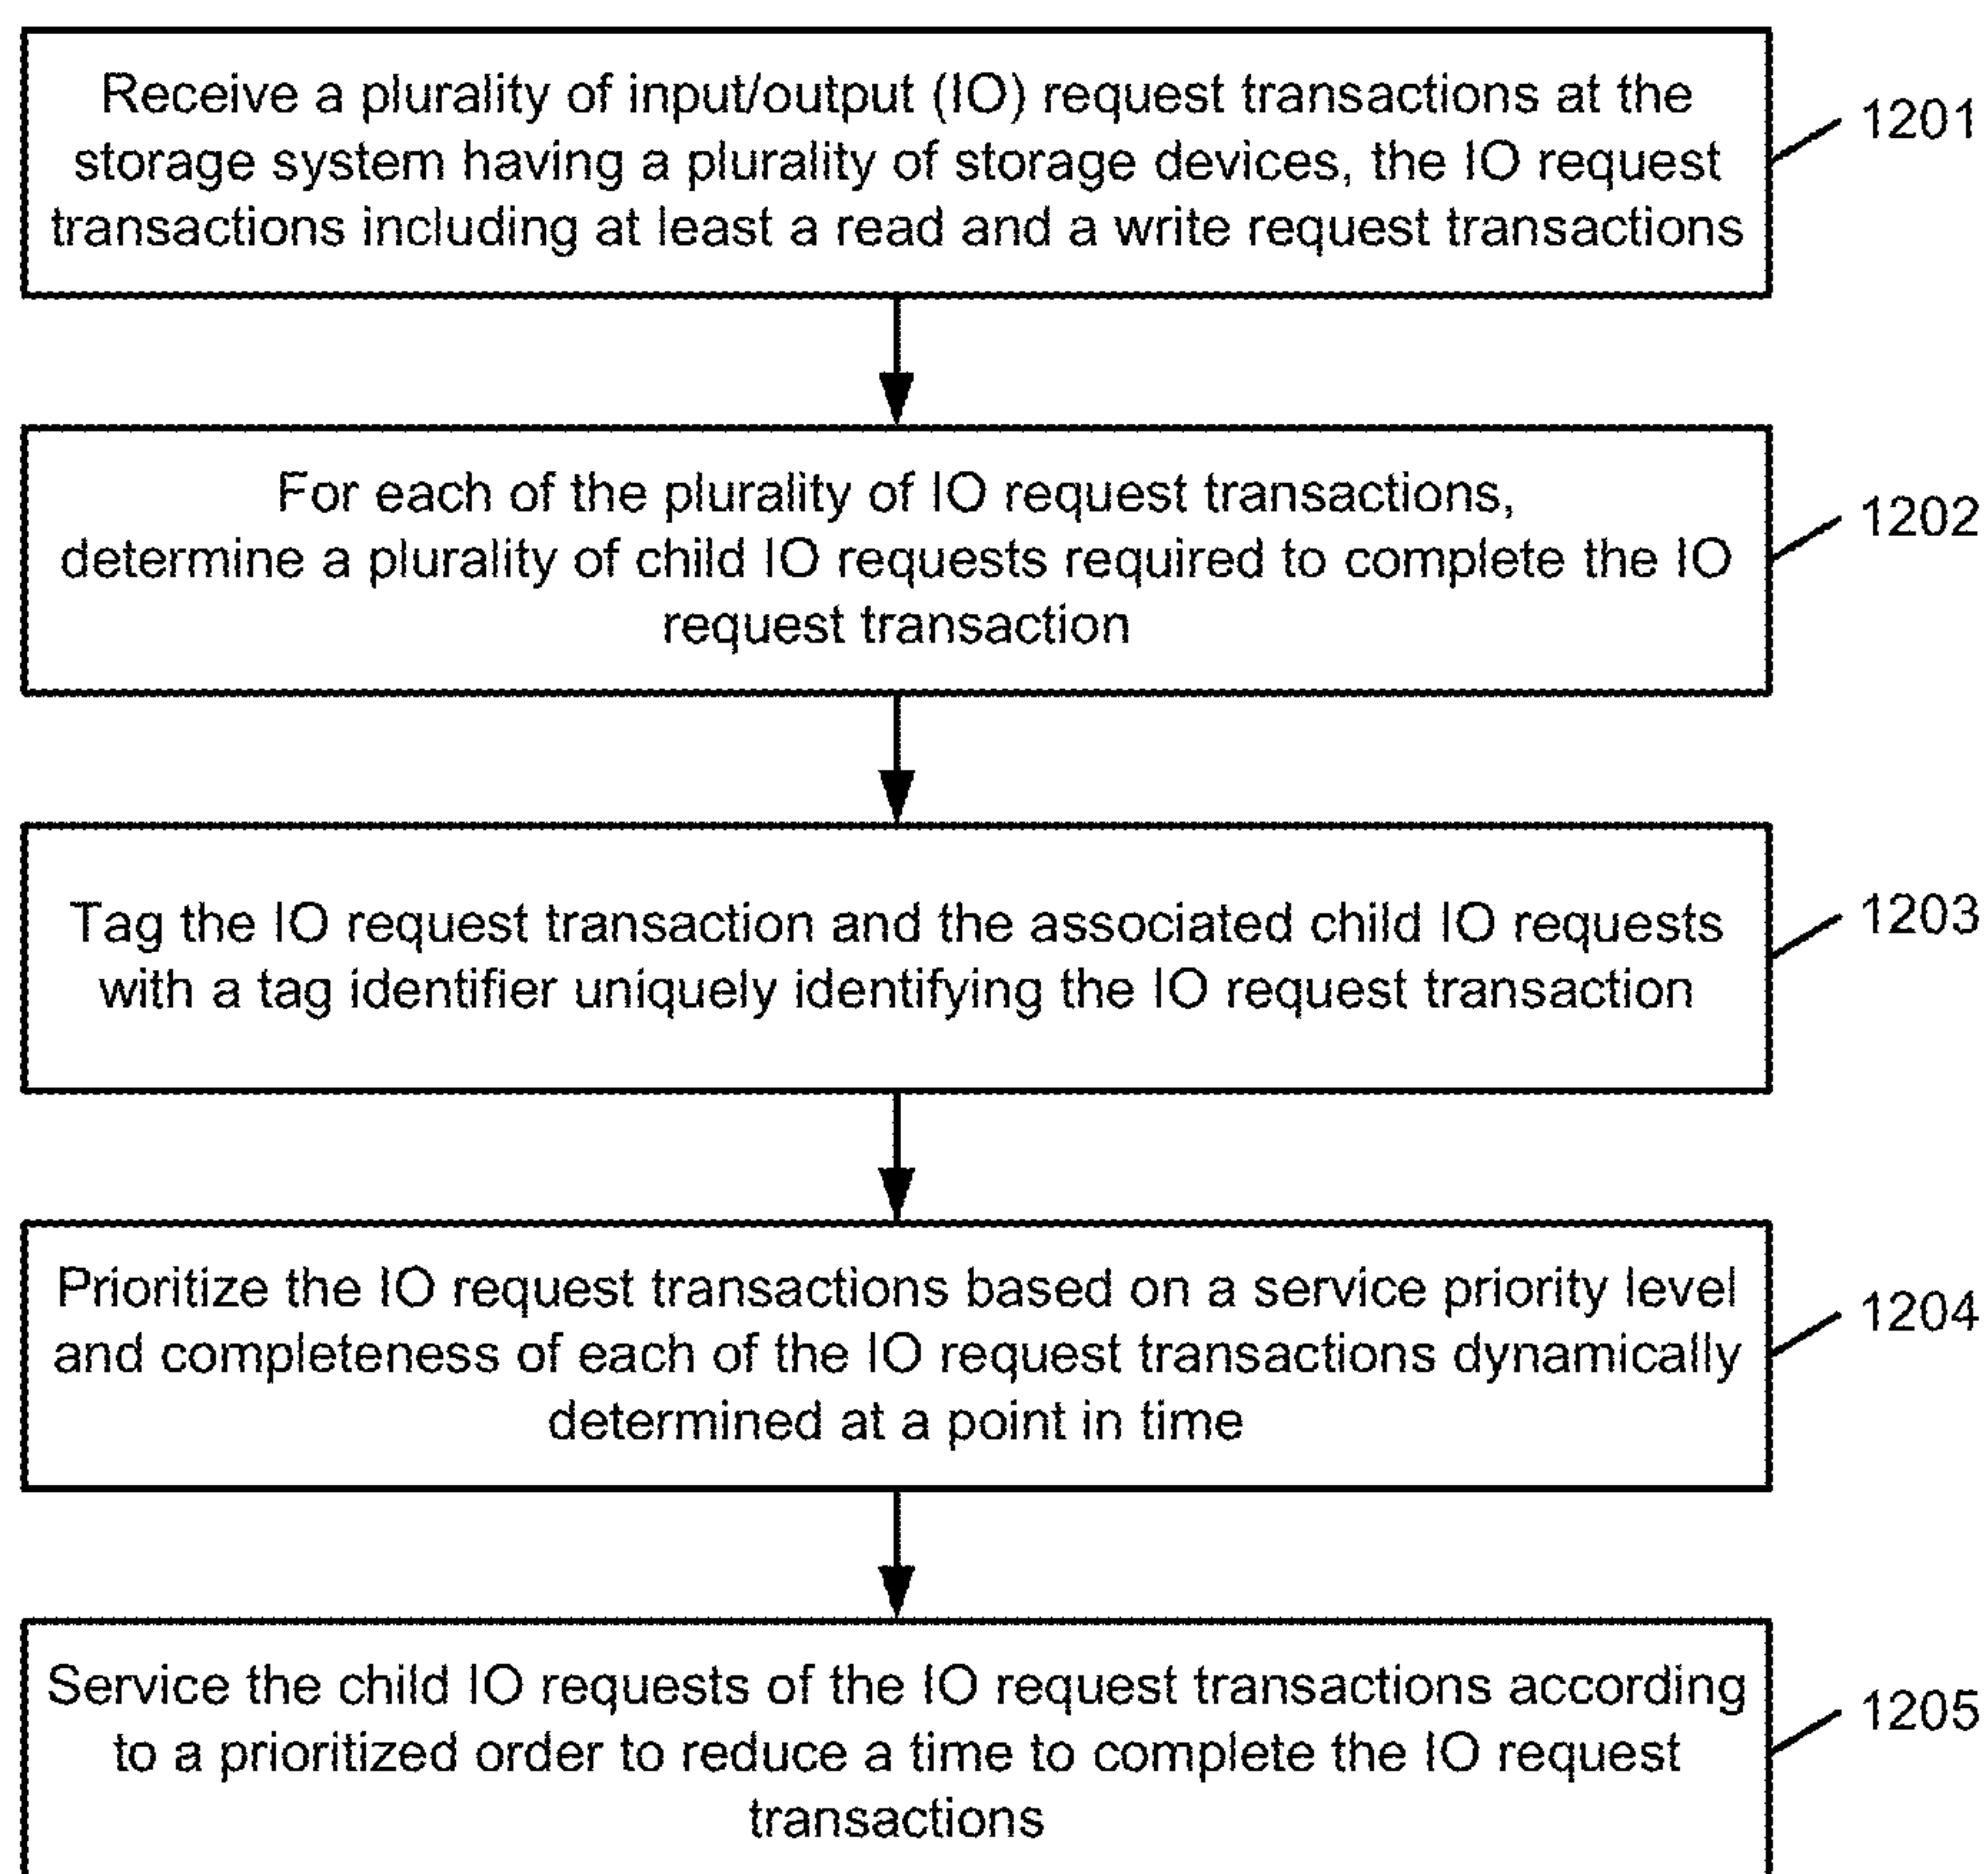 Receive a plurality of input/output (IO) request transactions at the
storage system having a plurality of storage devices, the IO request
transactions including at least a read and a write request transactions
1201
For each of the plurality of IO request transactions,
determine a plurality of child IO requests required to complete the IO
request transaction
1202
Tag the IO request transaction and the associated child IO requests
with a tag identifier uniquely identifying the IO request transaction
1203
Prioritize the IO request transactions based on a service priority level
and completeness of each of the IO request transactions dynamically
determined at a point in time
1204
Service the child IO requests of the IO request transactions according
to a prioritized order to reduce a time to complete the IO request
transactions
1205